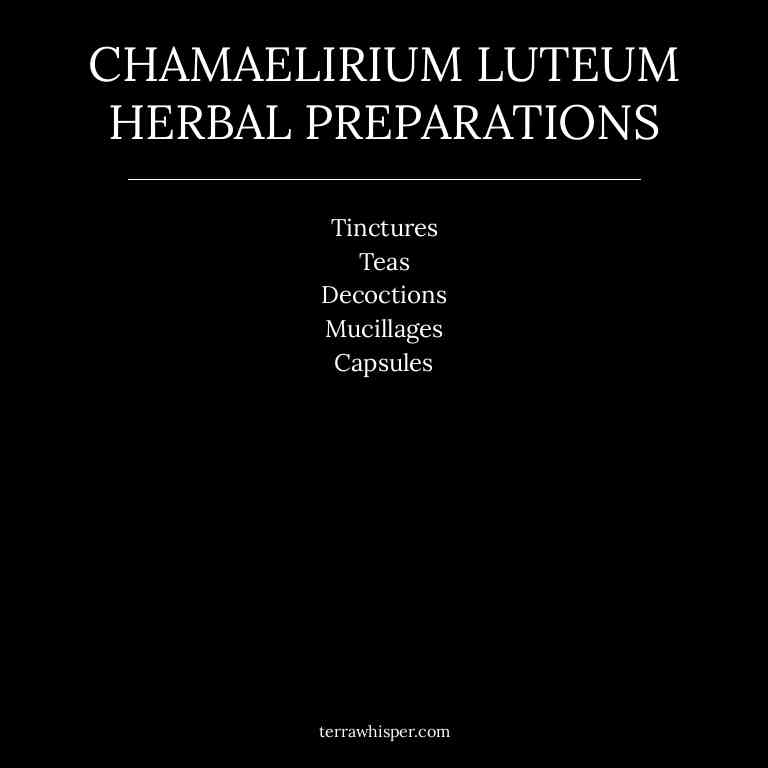 CHAMAELIRIUM LUTEUM
HERBAL PREPARATIONS
Tinctures
Teas
Decoctions
Mucillages
Capsules
terrawhisper.com